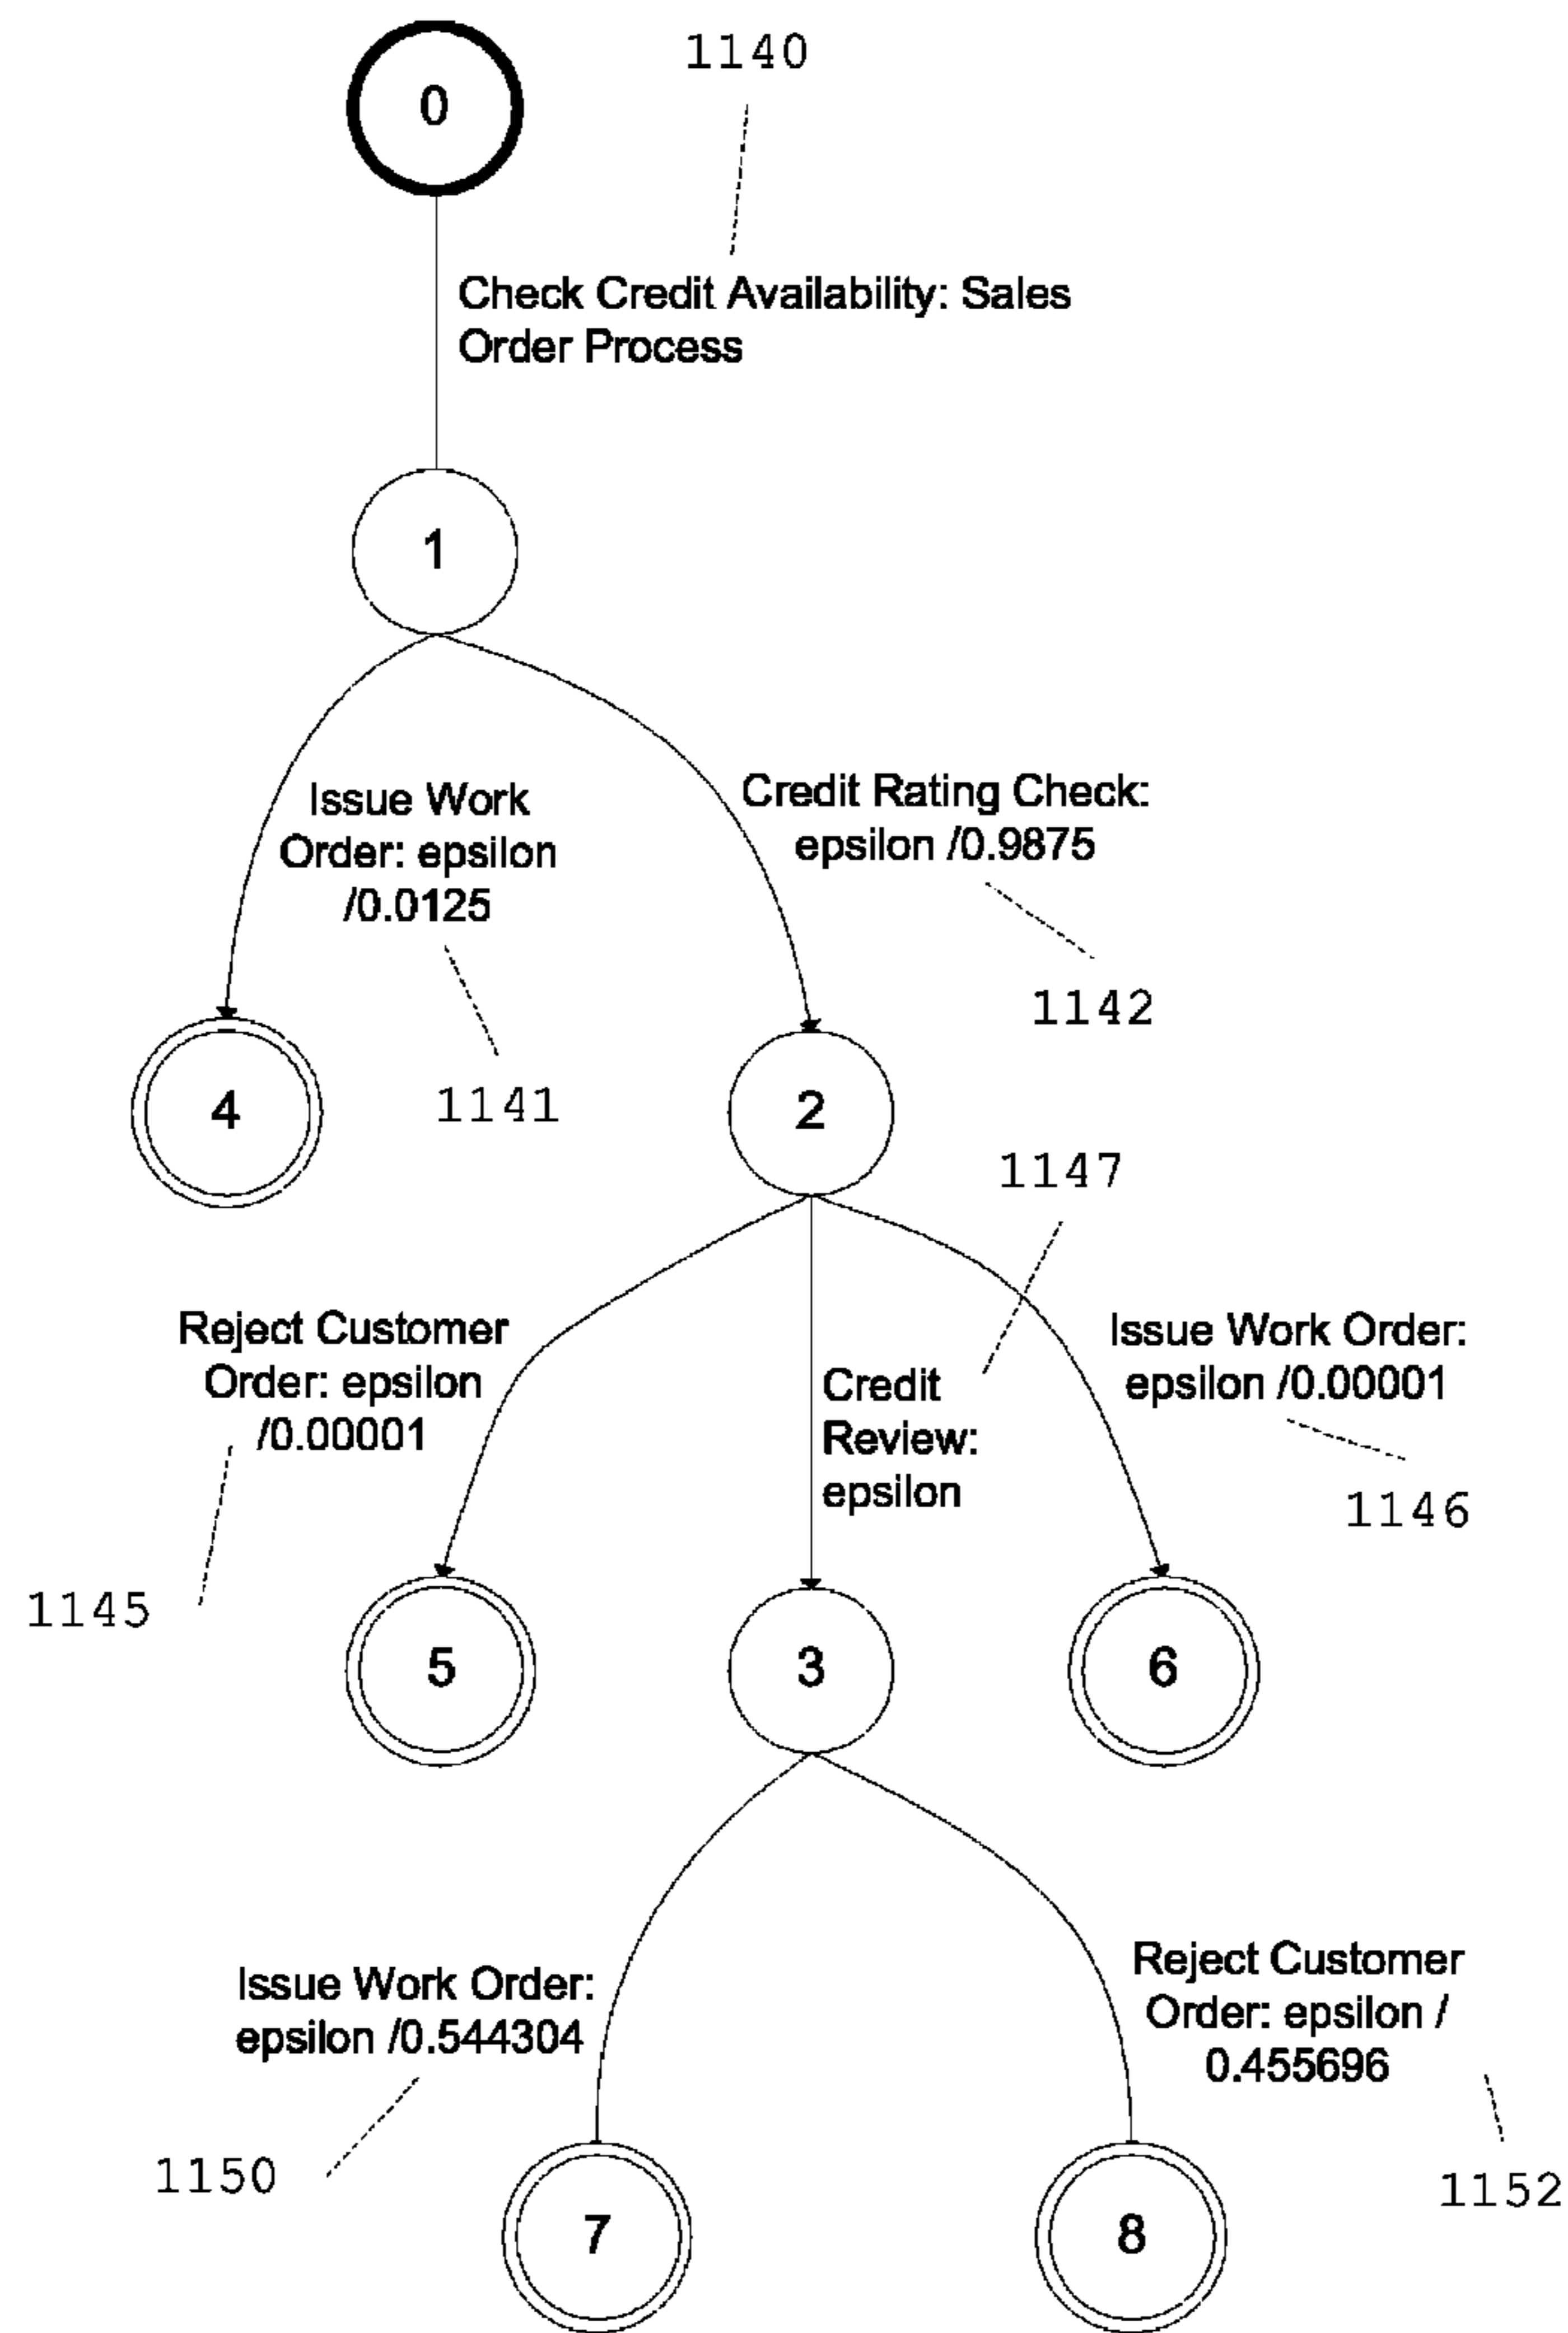 0
1140
Check Credit Availability: Sales
Order Process
1
Issue Work
Order: epsilon
/0.0125
Credit Rating Check:
epsilon /0.9875
1142
4
1141
2
1147
Reject Customer
Order: epsilon
/0.00001
Credit
Review:
epsilon
Issue Work Order:
epsilon /0.00001
1146
1145
5
3
6
Issue Work Order:
epsilon /0.544304
Reject Customer
Order: epsilon /
0.455696
1150
1152
7
8